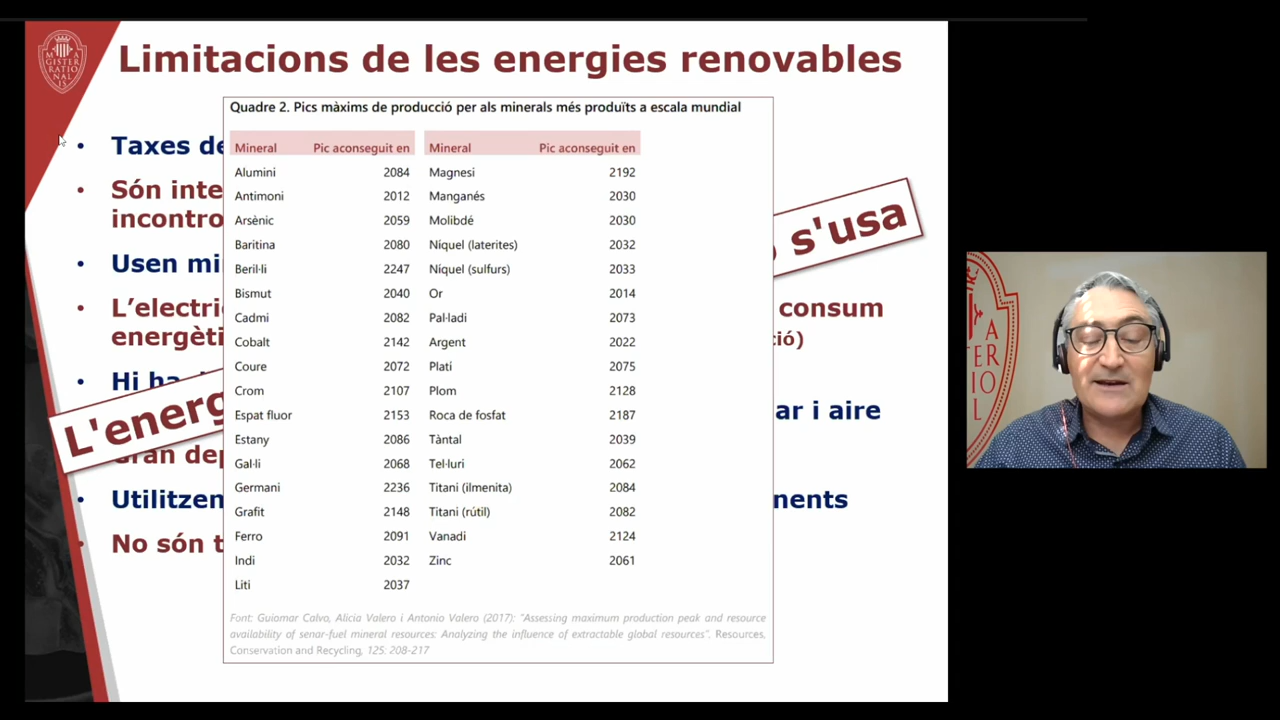 Limitacions de les energies renovables
M A
GISTER
RATIO
NAL
IS
Quadre 2. Pics màxims de producció per als minerals més produïts a escala mundial
Mineral Pic aconseguit en Mineral Pic aconseguit en
Alumini 2084 Magnesi 2192
Antimoni 2012 Manganés 2030
Arsènic 2059 Molibdé 2030
Baritina 2080 Níquel (laterites) 2032
Beril·li 2247 Níquel (sulfurs) 2033
Bismut 2040 Or 2014
Cadmi 2082 Pal·ladi 2073
Cobalt 2142 Argent 2022
Coure 2072 Platí 2075
Crom 2107 Plom 2128
Espat fluor 2153 Roca de fosfat 2187
Estany 2086 Tàntal 2039
Gal·li 2068 Tel·luri 2062
Germani 2236 Titani (ilmenita) 2084
Grafit 2148 Titani (rútil) 2082
Ferro 2091 Vanadi 2124
Indi 2032 Zinc 2061
Liti 2037
Font: Guiomar Calvo, Alicia Valero i Antonio Valero (2017): "Assessing maximum production peak and resource
availability of senar-fuel mineral resources: Analyzing the influence of extractable global resources". Resources,
Conservation and Recycling, 125: 208-217
• Taxes de
• Són inte
incontro
• Usen mi
• L'electri consum
energèti ció)
• Hi ha
ar i aire
Gran dep
• Utilitzen nents
• No són t
L'energ
s'usa
A
ER
IO
L